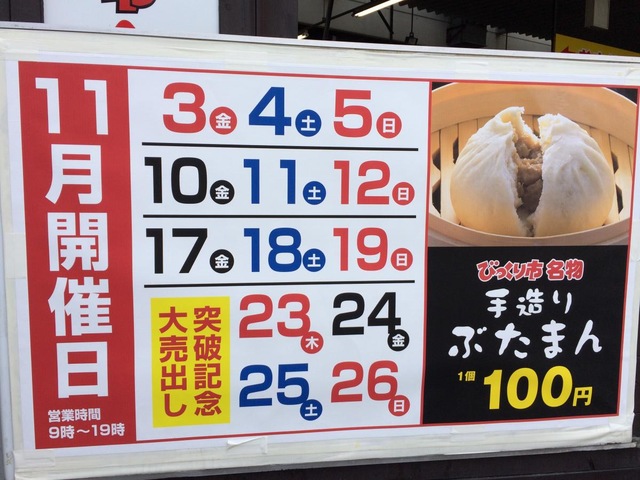 11月開催日
営業時間
9時〜19時
3金 4土 5日
10金 11土 12日
17金 18土 19日
突破記念
大売出し
23木 24金
25土 26日
びっくり市 名物
手造り
ぶたまん
1個 100円